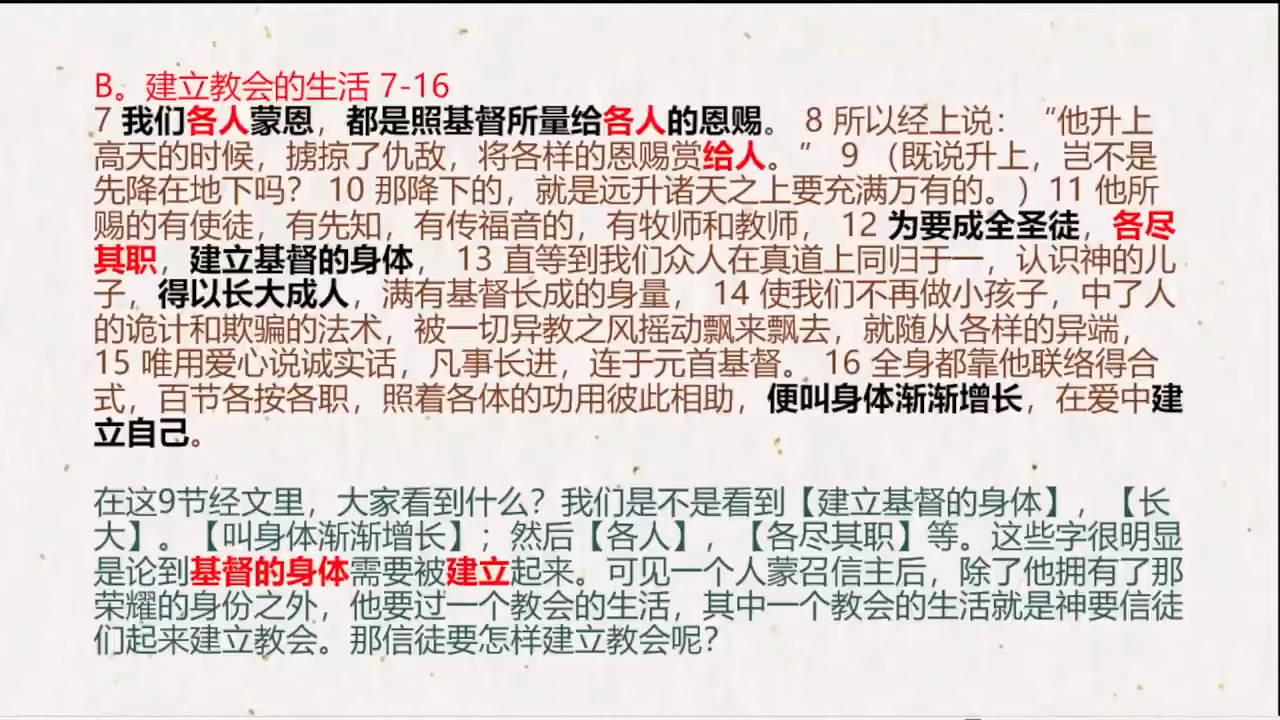 B。建立教会的生活 7-16
7 我们各人蒙恩，都是照基督所量给各人的恩赐。 8 所以经上说： “他升上
高天的时候，掳掠了仇敌，将各样的恩赐赏给人。” 9 （既说升上，岂不是
先降在地下吗？ 10 那降下的，就是远升诸天之上要充满万有的。）11 他所
赐的有使徒，有先知，有传福音的，有牧师和教师， 12 为要成全圣徒，各尽
其职，建立基督的身体， 13 直等到我们众人在真道上同归于一，认识神的儿
子，得以长大成人，满有基督长成的身量， 14 使我们不再做小孩子，中了人
的诡计和欺骗的法术，被一切异教之风摇动飘来飘去，就随从各样的异端，
15 唯用爱心说诚实话，凡事长进，连于元首基督。 16 全身都靠他联络得合
式，百节各按各职，照着各体的功用彼此相助，便叫身体渐渐增长，在爱中建
立自己。
在这9节经文里，大家看到什么？我们是不是看到【建立基督的身体】，【长
大】。【叫身体渐渐增长】；然后【各人】，【各尽其职】等。这些字很明显
是论到基督的身体需要被建立起来。可见一个人蒙召信主后，除了他拥有了那
荣耀的身份之外，他要过一个教会的生活，其中一个教会的生活就是神要信徒
们起来建立教会。那信徒要怎样建立教会呢？